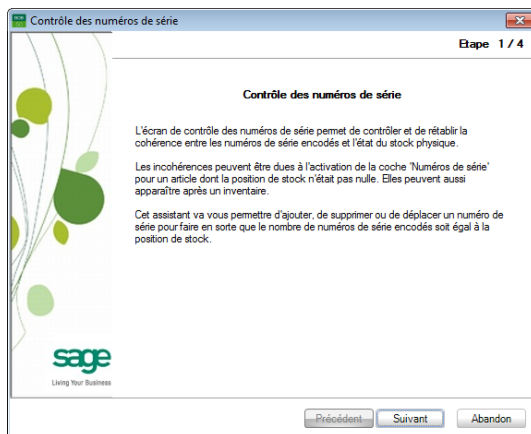 Contrôle des numéros de série
Etape 1 / 4
Contrôle des numéros de série
L'écran de contrôle des numéros de série permet de contrôler et de rétablir la
cohérence entre les numéros de série encodés et l'état du stock physique.
Les incohérences peuvent être dues à l'activation de la coche 'Numéros de série'
pour un article dont la position de stock n'était pas nulle. Elles peuvent aussi
apparaître après un inventaire.
Cet assistant va vous permettre d'ajouter, de supprimer ou de déplacer un numéro de
série pour faire en sorte que le nombre de numéros de série encodés soit égal à la
position de stock.
sage
Living Your Business
Précédent Suivant Abandon